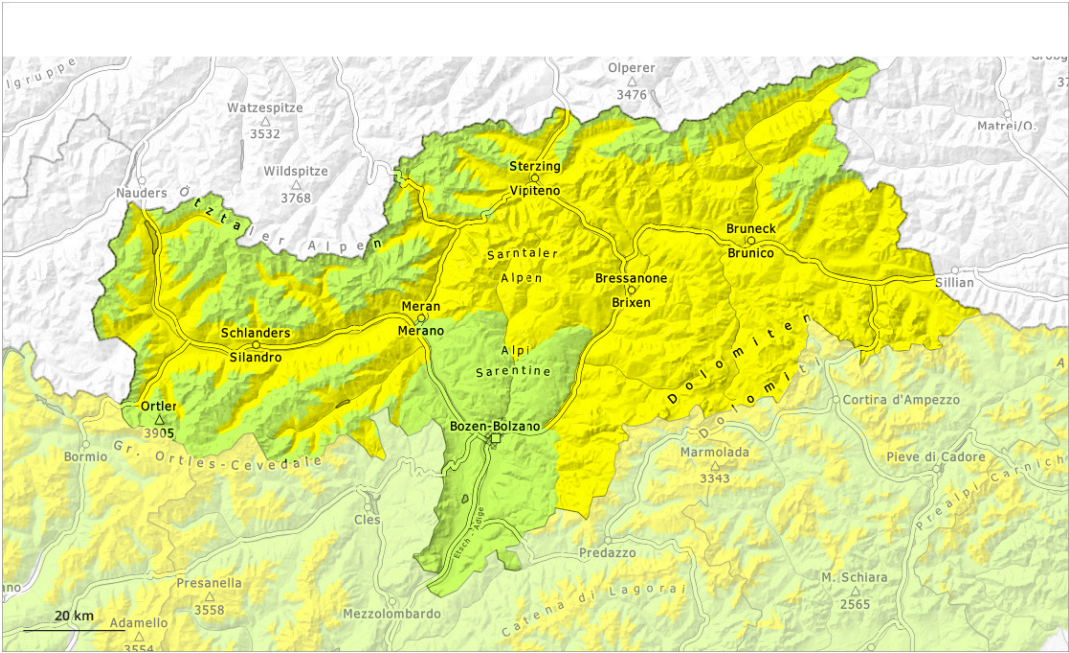 Olperer
3476
Watzespitze
3532
Matrei/O.
Wildspitze
3768
Nauders
Ötztaler Alpen
Sterzing
Vipiteno
Bruneck
Brunico
Sarntaler
Alpen
Bressanone
Brixen
Sillian
Meran
Merano
Schlanders
Silandro
Alpi
Sarentine
Dolomiten
Dolomiti
Ortler
3905
Cortina d'Ampezzo
Bozen-Bolzano
Bormio
Gr. Ortles-Cevedale
Marmolada
3343
Pieve di Cadore
Prealpi Carnich
Cles
Etsch - Adige
Predazzo
Presanella
3558
M. Schiara
2565
Catena di Lagorai
Mezzolombardo
20 km
Adamello
3554